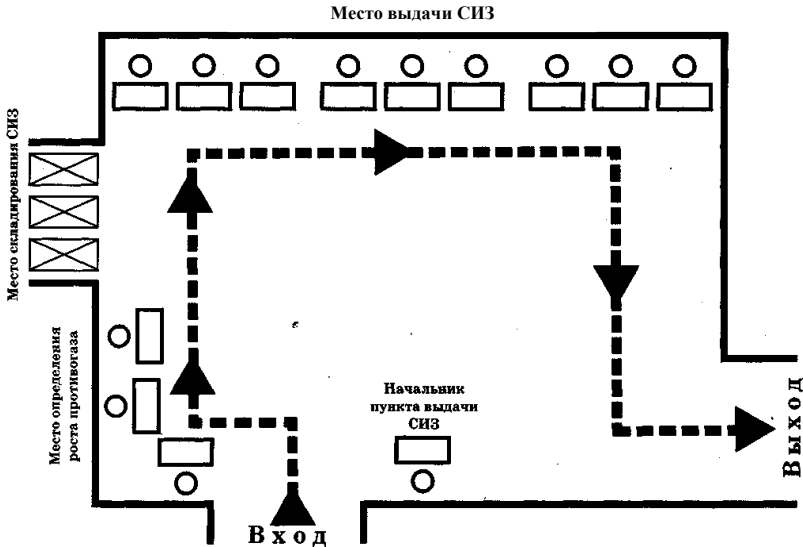 Место выдачи СИЗ
Место складирования СИЗ
Место определения
роста противогаза
Начальник
пункта выдачи
СИЗ
Выход
Вход